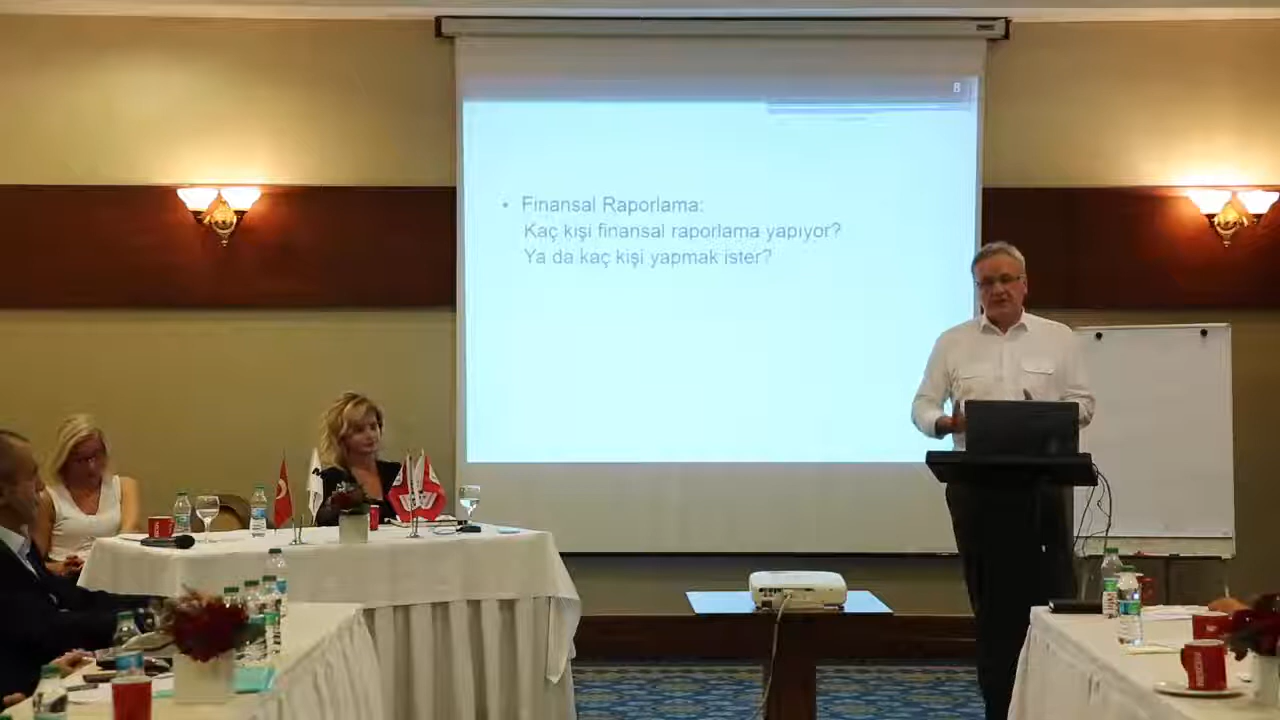 8
• Finansal Raporlama:
Kaç kişi finansal raporlama yapıyor?
Ya da kaç kişi yapmak ister?